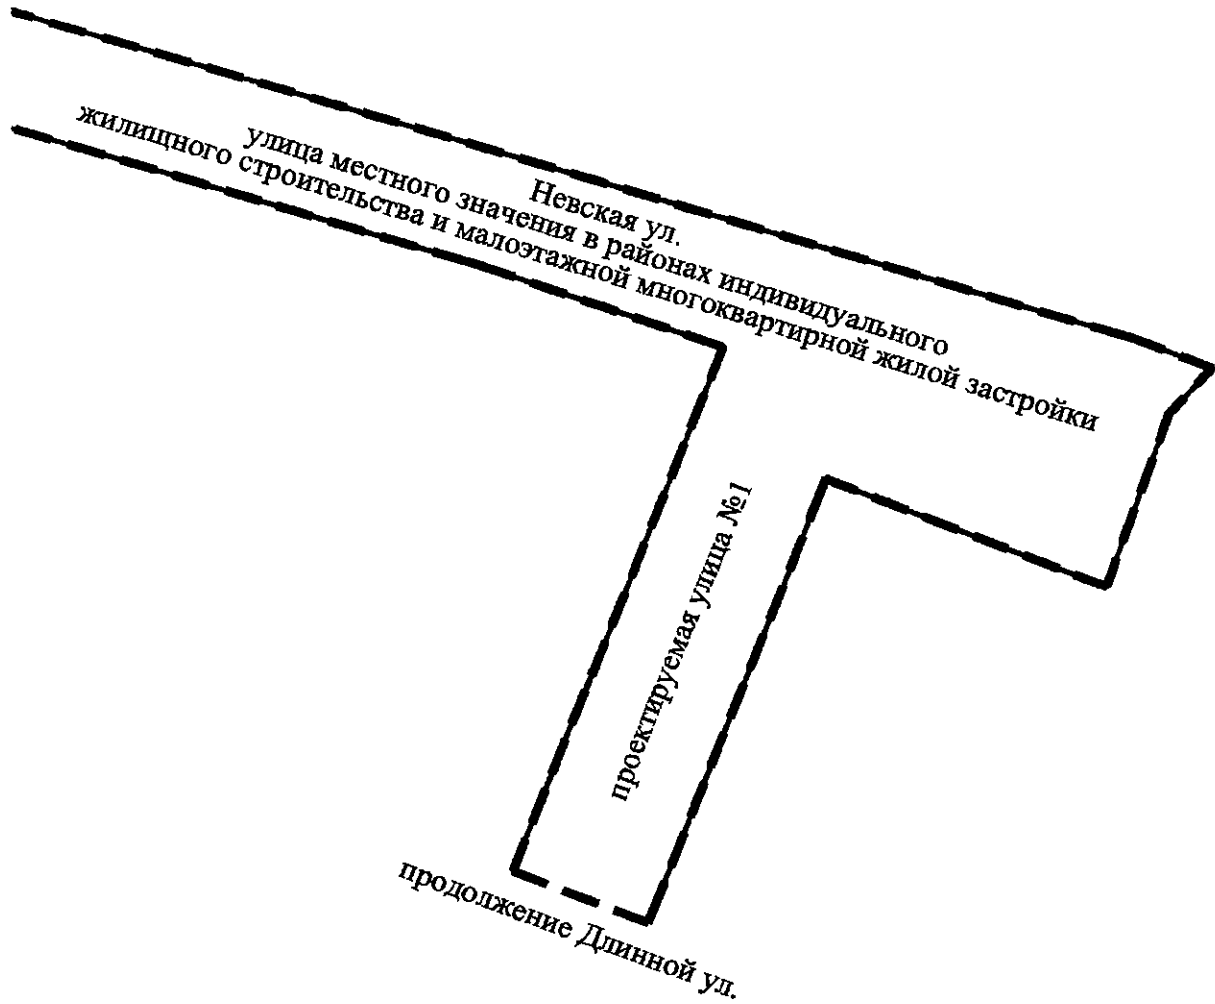 Невская ул.
улица местного значения в районах индивидуального
жилищного строительства и малоэтажной многоквартирной жилой застройки
проектируемая улица №1
продолжение Длинной ул.